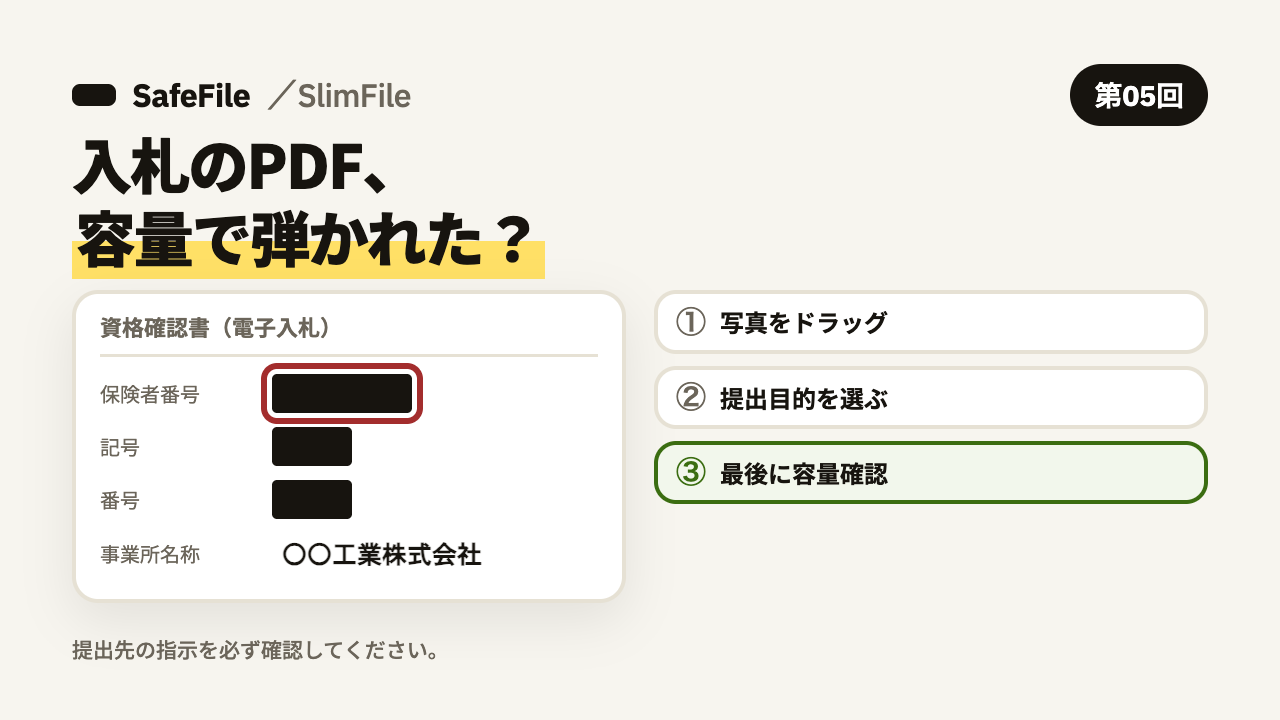 SafeFile ／SlimFile
第05回
入札のPDF、
容量で弾かれた？
資格確認書（電子入札）
保険者番号
記号
番号
事業所名称 〇〇工業株式会社
① 写真をドラッグ
② 提出目的を選ぶ
③ 最後に容量確認
提出先の指示を必ず確認してください。